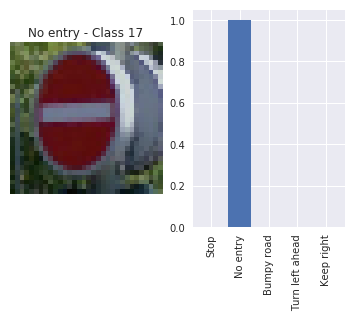 No entry - Class 17
1.0
0.8
0.6
0.4
0.2
0.0
Stop
No entry
Bumpy road
Turn left ahead
Keep right